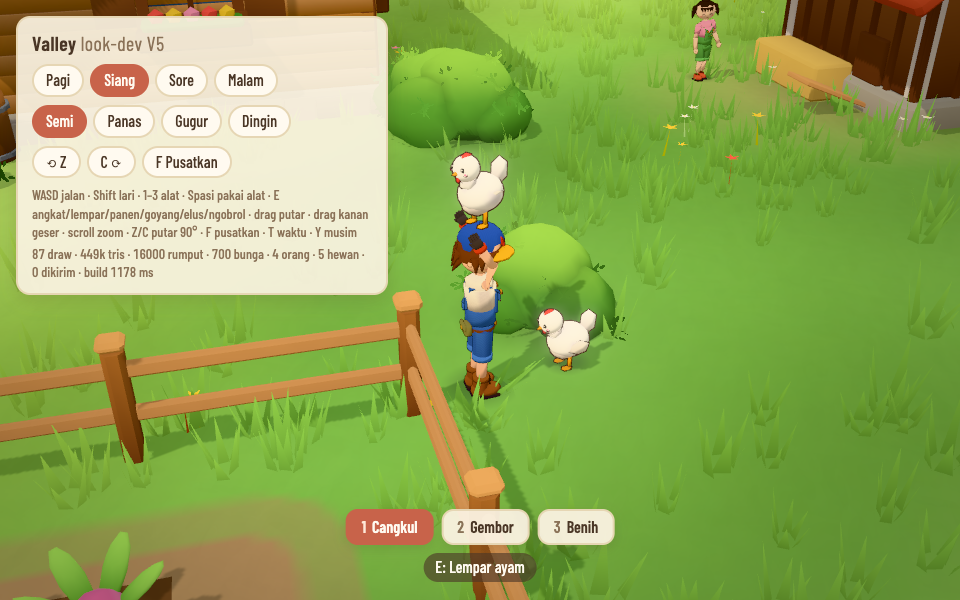 Valley look-dev V5
Pagi Siang Sore Malam
Semi Panas Gugur Dingin
⟲ Z C ⟳ F Pusatkan
WASD jalan · Shift lari · 1–3 alat · Spasi pakai alat · E
angkat/lempar/panen/goyang/elus/ngobrol · drag putar · drag kanan
geser · scroll zoom · Z/C putar 90° · F pusatkan · T waktu · Y musim
87 draw · 449k tris · 16000 rumput · 700 bunga · 4 orang · 5 hewan ·
0 dikirim · build 1178 ms
1 Cangkul 2 Gembor 3 Benih
E: Lempar ayam